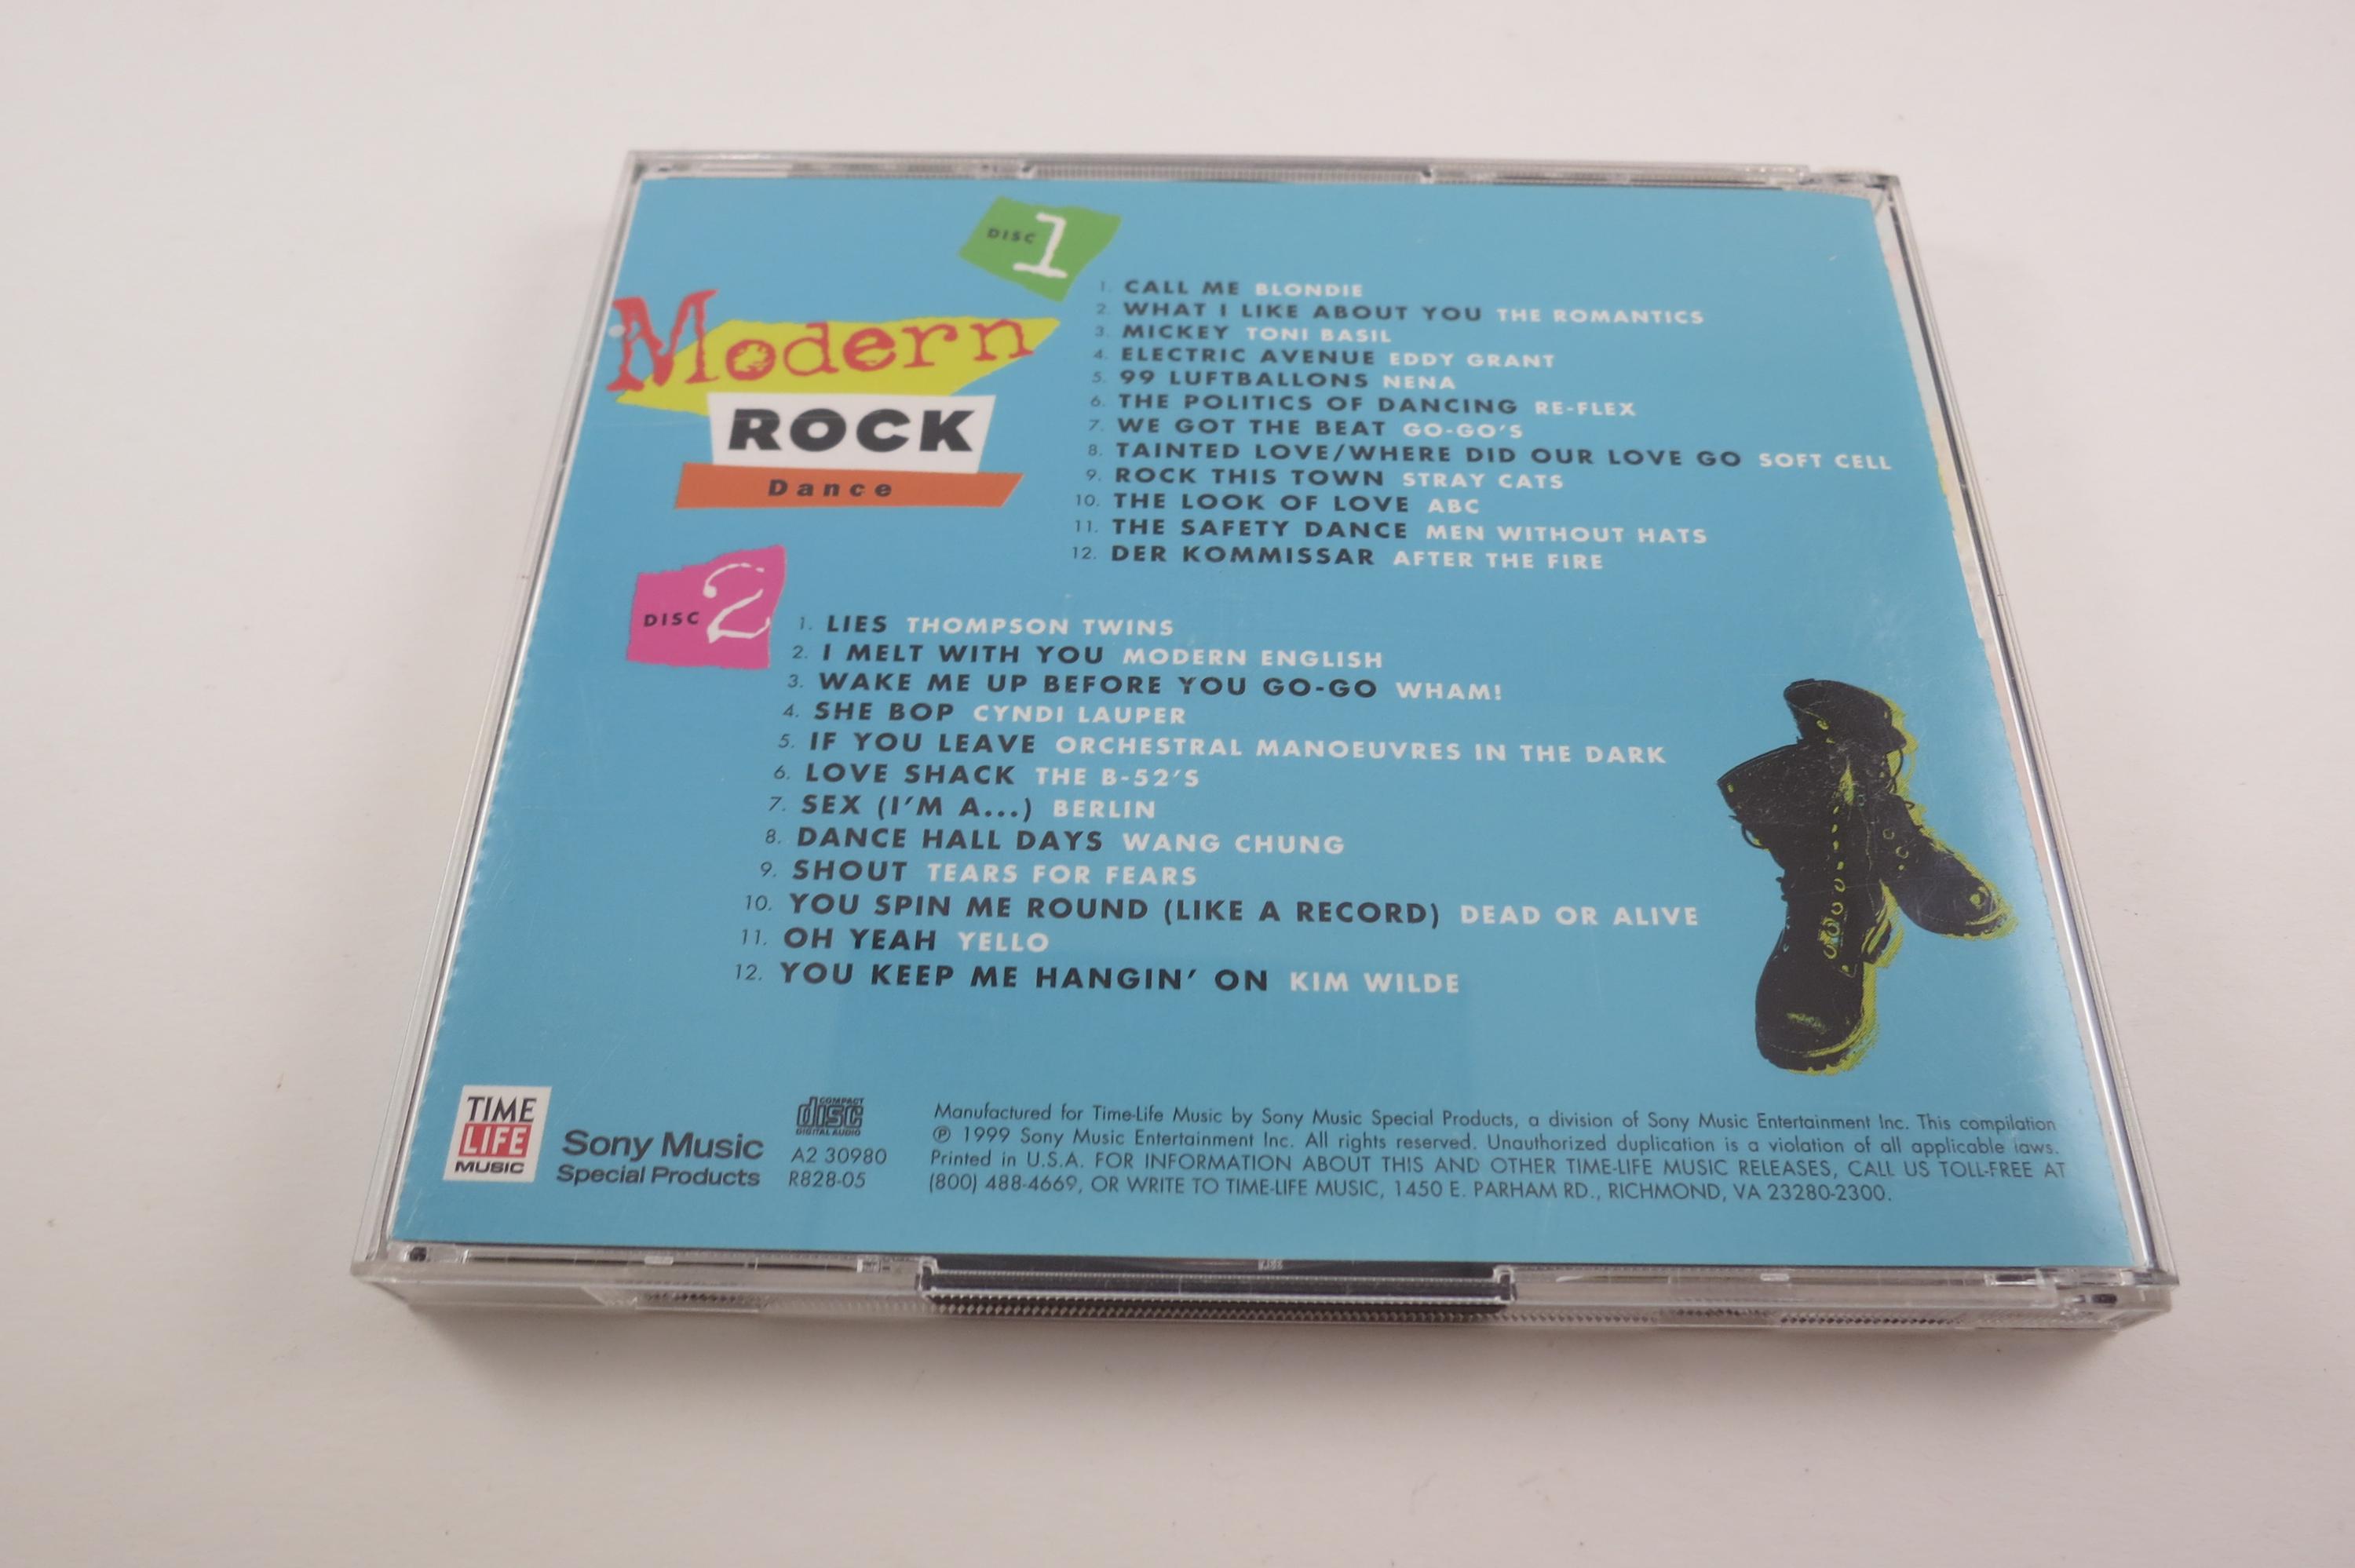 DISC 1
Modern
ROCK
Dance
1. CALL ME BLONDIE
2. WHAT I LIKE ABOUT YOU THE ROMANTICS
3. MICKEY TONI BASIL
4. ELECTRIC AVENUE EDDY GRANT
5. 99 LUFTBALLONS NENA
6. THE POLITICS OF DANCING RE-FLEX
7. WE GOT THE BEAT GO-GO'S
8. TAINTED LOVE/WHERE DID OUR LOVE GO SOFT CELL
9. ROCK THIS TOWN STRAY CATS
10. THE LOOK OF LOVE ABC
11. THE SAFETY DANCE MEN WITHOUT HATS
12. DER KOMMISSAR AFTER THE FIRE
DISC 2
1. LIES THOMPSON TWINS
2. I MELT WITH YOU MODERN ENGLISH
3. WAKE ME UP BEFORE YOU GO-GO WHAM!
4. SHE BOP CYNDI LAUPER
5. IF YOU LEAVE ORCHESTRAL MANOEUVRES IN THE DARK
6. LOVE SHACK THE B-52'S
7. SEX (I'M A...) BERLIN
8. DANCE HALL DAYS WANG CHUNG
9. SHOUT TEARS FOR FEARS
10. YOU SPIN ME ROUND (LIKE A RECORD) DEAD OR ALIVE
11. OH YEAH YELLO
12. YOU KEEP ME HANGIN' ON KIM WILDE
TIME
LIFE
MUSIC
Sony Music
Special Products
COMPACT
disc
DIGITAL AUDIO
A2 30980
R828-05
Manufactured for Time-Life Music by Sony Music Special Products, a division of Sony Music Entertainment Inc. This compilation
℗ 1999 Sony Music Entertainment Inc. All rights reserved. Unauthorized duplication is a violation of all applicable laws.
Printed in U.S.A. FOR INFORMATION ABOUT THIS AND OTHER TIME-LIFE MUSIC RELEASES, CALL US TOLL-FREE AT
(800) 488-4669, OR WRITE TO TIME-LIFE MUSIC, 1450 E. PARHAM RD., RICHMOND, VA 23280-2300.